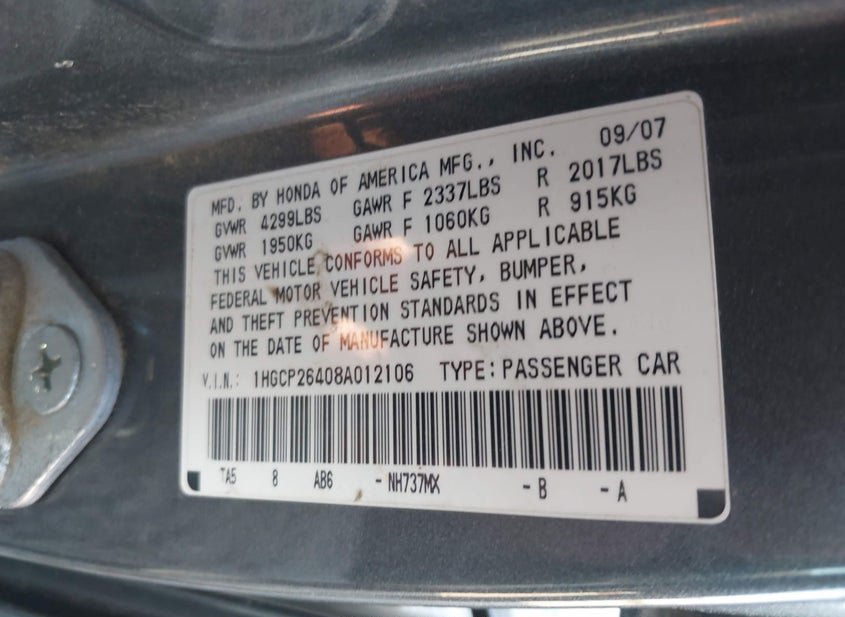 MFD. BY HONDA OF AMERICA MFG., INC. 09/07
GVWR 4299LBS GAWR F 2337LBS R 2017LBS
GVWR 1950KG GAWR F 1060KG R 915KG
THIS VEHICLE CONFORMS TO ALL APPLICABLE
FEDERAL MOTOR VEHICLE SAFETY, BUMPER,
AND THEFT PREVENTION STANDARDS IN EFFECT
ON THE DATE OF MANUFACTURE SHOWN ABOVE.
V.I.N.: 1HGCP26408A012106 TYPE: PASSENGER CAR
TA5 8 AB6 - NH737MX - B - A